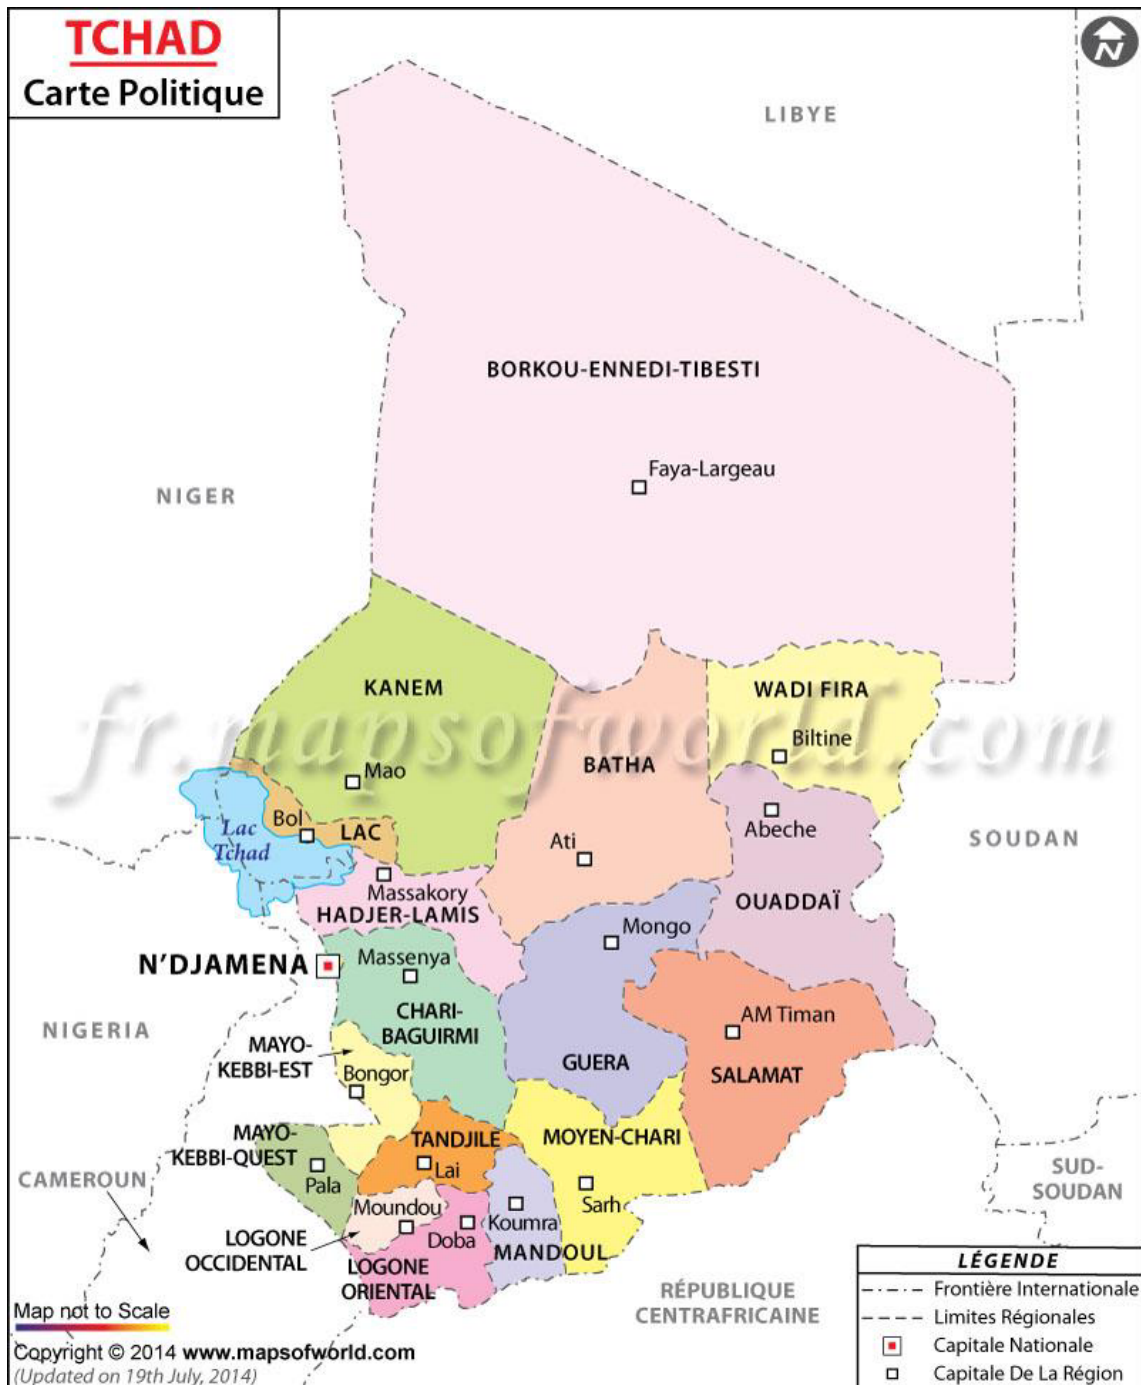 TCHAD
Carte Politique
N
LIBYE
BORKOU-ENNEDI-TIBESTI
Faya-Largeau
NIGER
KANEM
WADI FIRA
fr.mapsofworld.com
Biltine
BATHA
Mao
Bol
LAC
Lac
Tchad
Abeche
SOUDAN
Ati
Massakory
HADJER-LAMIS
OUADDAÏ
Mongo
N'DJAMENA
Massenya
CHARI-
BAGUIRMI
AM Timan
NIGERIA
MAYO-
KEBBI-EST
Bongor
GUERA
SALAMAT
MAYO-
KEBBI-QUEST
TANDJILE
MOYEN-CHARI
Lai
Pala
CAMEROUN
SUD-
SOUDAN
Sarh
Moundou
Koumra
Doba
LOGONE
OCCIDENTAL
MANDOUL
LOGONE
ORIENTAL
RÉPUBLIQUE
CENTRAFRICAINE
LÉGENDE
Frontière Internationale
Limites Régionales
Capitale Nationale
Capitale De La Région
Map not to Scale
Copyright © 2014 www.mapsofworld.com
(Updated on 19th July, 2014)